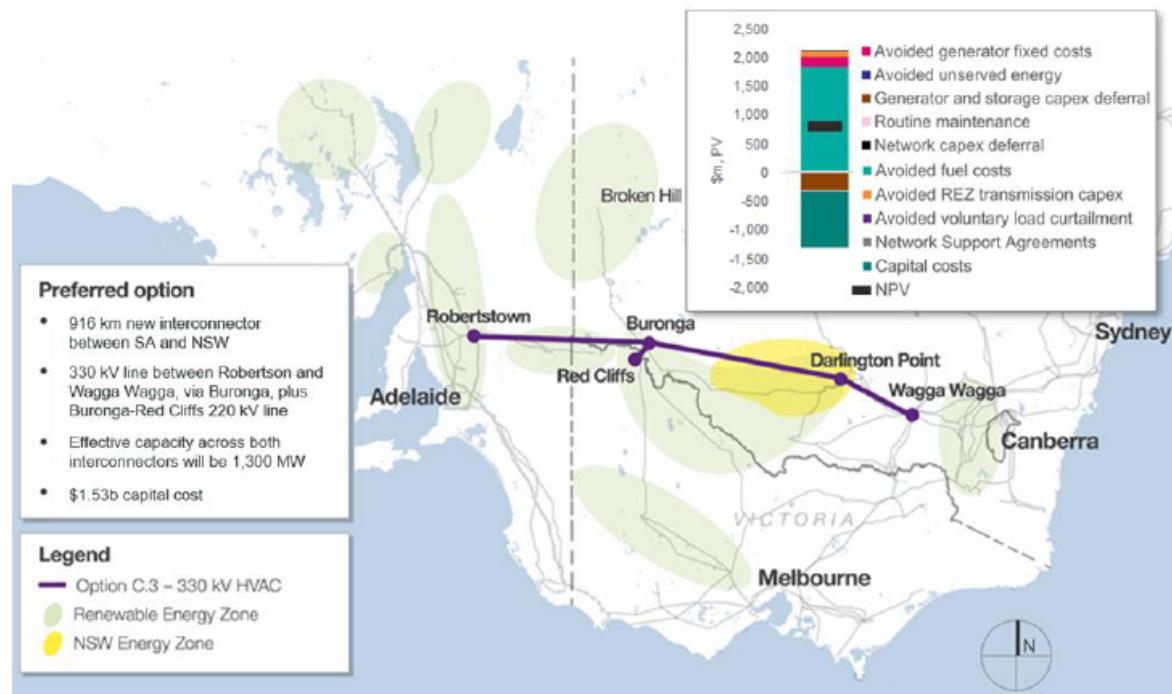 2,500
2,000
1,500
1,000
500
0
-500
-1,000
-1,500
-2,000
$m, PV
Avoided generator fixed costs
Avoided unserved energy
Generator and storage capex deferral
Routine maintenance
Network capex deferral
Avoided fuel costs
Avoided REZ transmission capex
Avoided voluntary load curtailment
Network Support Agreements
Capital costs
NPV
Broken Hill
Robertstown
Buronga
Red Cliffs
Darlington Point
Wagga Wagga
Sydney
Adelaide
Canberra
VICTORIA
Melbourne
Preferred option
• 916 km new interconnector
between SA and NSW
• 330 kV line between Robertson and
Wagga Wagga, via Buronga, plus
Buronga-Red Cliffs 220 kV line
• Effective capacity across both
interconnectors will be 1,300 MW
• $1.53b capital cost
Legend
Option C.3 – 330 kV HVAC
Renewable Energy Zone
NSW Energy Zone
N